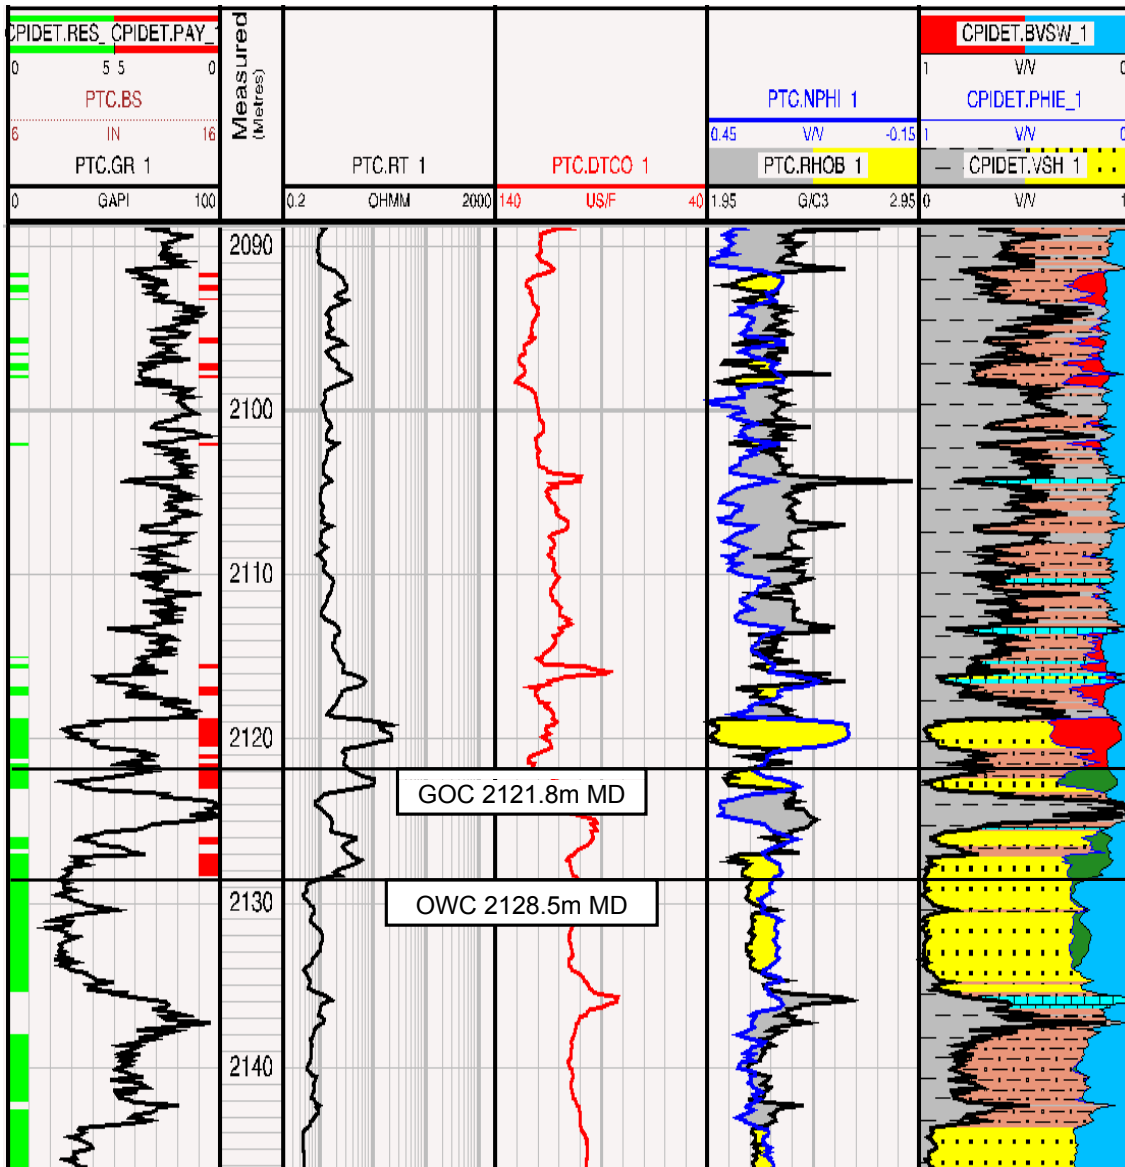 CPIDET.RES_ CPIDET.PAY_1
0 5 5 0
PTC.BS
6 IN 16
PTC.GR 1
0 GAPI 100
Measured
(Metres)
PTC.RT 1
0.2 OHMM 2000
PTC.DTCO 1
140 US/F 40
PTC.NPHI 1
0.45 V/V -0.15
PTC.RHOB 1
1.95 G/C3 2.95
CPIDET.BVSW_1
1 V/V 0
CPIDET.PHIE_1
1 V/V 0
CPIDET.VSH 1
0 V/V 1
2090
2100
2110
2120
GOC 2121.8m MD
2130
OWC 2128.5m MD
2140